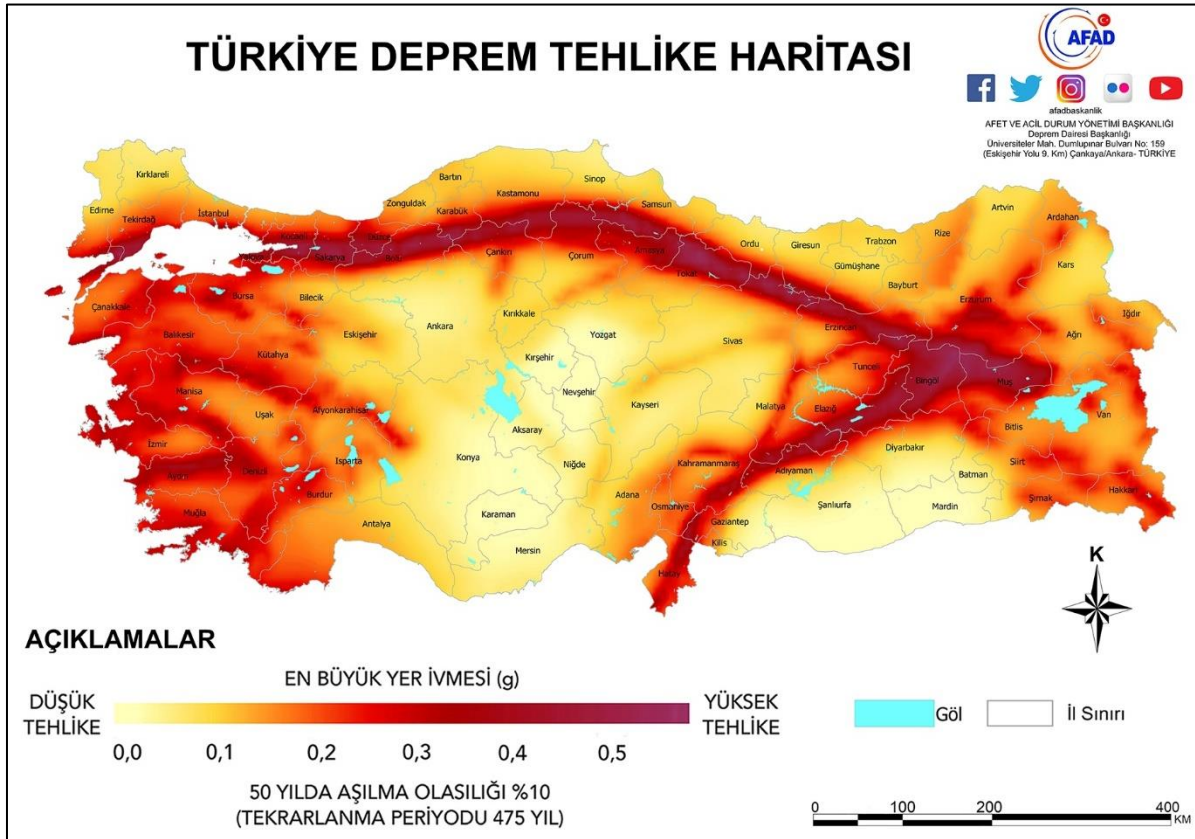 TÜRKİYE DEPREM TEHLİKE HARİTASI
AFAD
afadbaskanlik
AFET VE ACİL DURUM YÖNETİMİ BAŞKANLIĞI
Deprem Dairesi Başkanlığı
Üniversiteler Mah. Dumlupınar Bulvarı No: 159
(Eskişehir Yolu 9. Km) Çankaya/Ankara- TÜRKİYE
Kırklareli
Edirne
Tekirdağ
İstanbul
Bartın
Zonguldak
Karabük
Kastamonu
Sinop
Samsun
Ordu
Giresun
Trabzon
Rize
Artvin
Ardahan
Kars
Gümüşhane
Bayburt
Sakarya
Bolu
Çankırı
Çorum
Amasya
Tokat
Erzincan
Erzurum
Iğdır
Ağrı
Çanakkale
Bursa
Bilecik
Balıkesir
Kütahya
Eskişehir
Ankara
Kırıkkale
Yozgat
Sivas
Tunceli
Bingöl
Muş
Van
Bitlis
Kırşehir
Nevşehir
Kayseri
Malatya
Elazığ
Manisa
Uşak
Afyonkarahisar
Aksaray
Konya
Niğde
Kahramanmaraş
Adıyaman
Diyarbakır
Batman
Siirt
Şırnak
Hakkari
İzmir
Aydın
Denizli
Isparta
Burdur
Muğla
Antalya
Karaman
Mersin
Adana
Osmaniye
Gaziantep
Kilis
Hatay
Şanlıurfa
Mardin
K
AÇIKLAMALAR
EN BÜYÜK YER İVMESİ (g)
DÜŞÜK
TEHLİKE
YÜKSEK
TEHLİKE
0,0 0,1 0,2 0,3 0,4 0,5
50 YILDA AŞILMA OLASILIĞI %10
(TEKRARLANMA PERİYODU 475 YIL)
Göl
İl Sınırı
0 100 200 400
KM